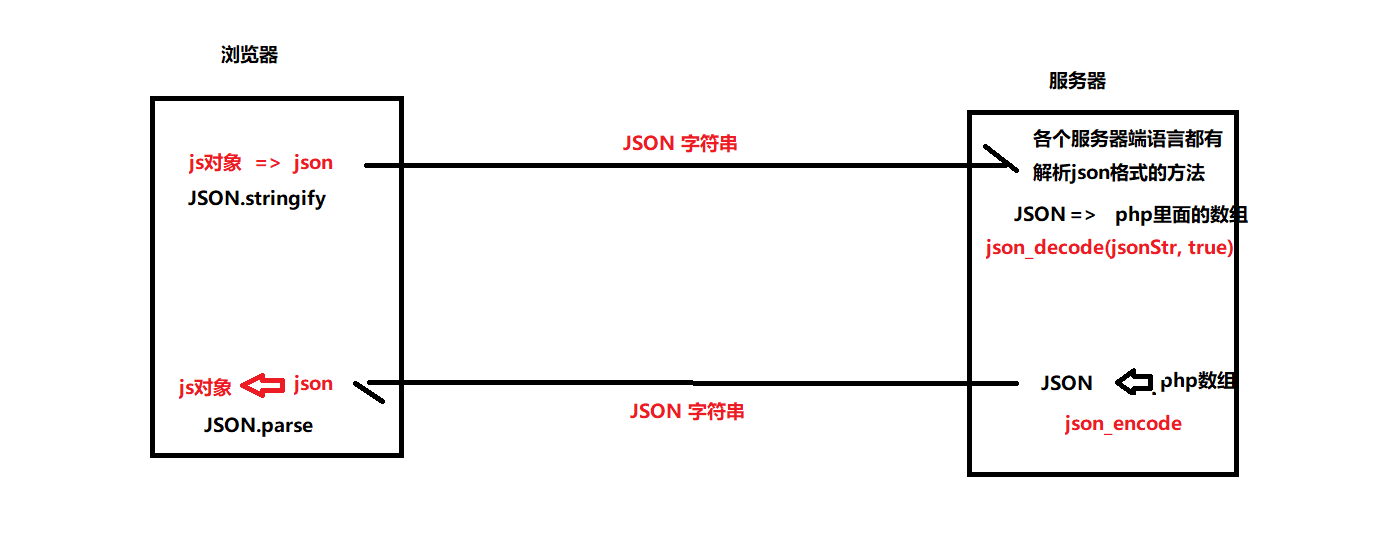 浏览器
js对象 => json
JSON.stringify
JSON 字符串
服务器
各个服务器端语言都有
解析json格式的方法
JSON => php里面的数组
json_decode(jsonStr, true)
js对象 json
JSON.parse
JSON 字符串
JSON php数组
json_encode